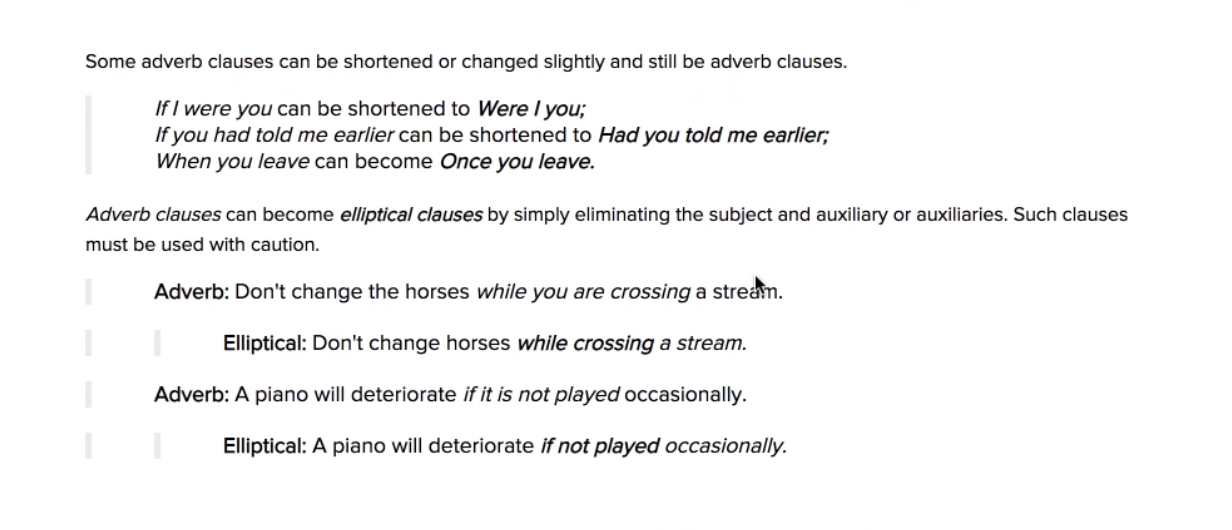 Some adverb clauses can be shortened or changed slightly and still be adverb clauses.
If I were you can be shortened to Were I you;
If you had told me earlier can be shortened to Had you told me earlier;
When you leave can become Once you leave.
Adverb clauses can become elliptical clauses by simply eliminating the subject and auxiliary or auxiliaries. Such clauses
must be used with caution.
Adverb: Don't change the horses while you are crossing a stream.
Elliptical: Don't change horses while crossing a stream.
Adverb: A piano will deteriorate if it is not played occasionally.
Elliptical: A piano will deteriorate if not played occasionally.